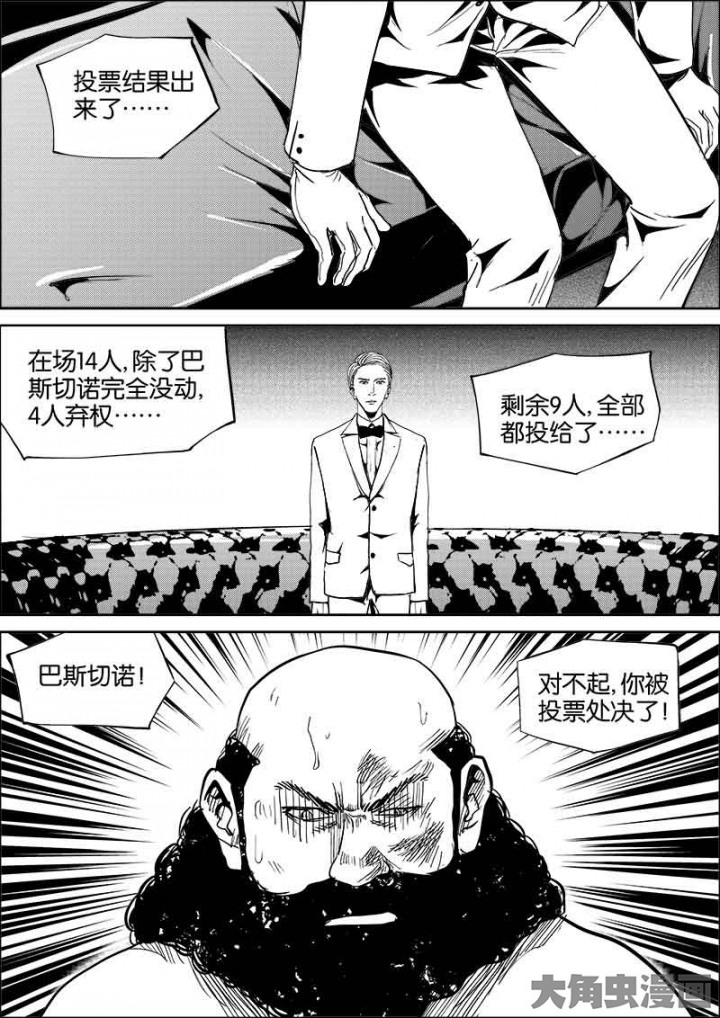 投票结果出
来了……
在场14人,除了巴
斯切诺完全没动,
4人弃权……
剩余9人,全部
都投给了……
巴斯切诺!
对不起,你被
投票处决了!
大角虫漫画